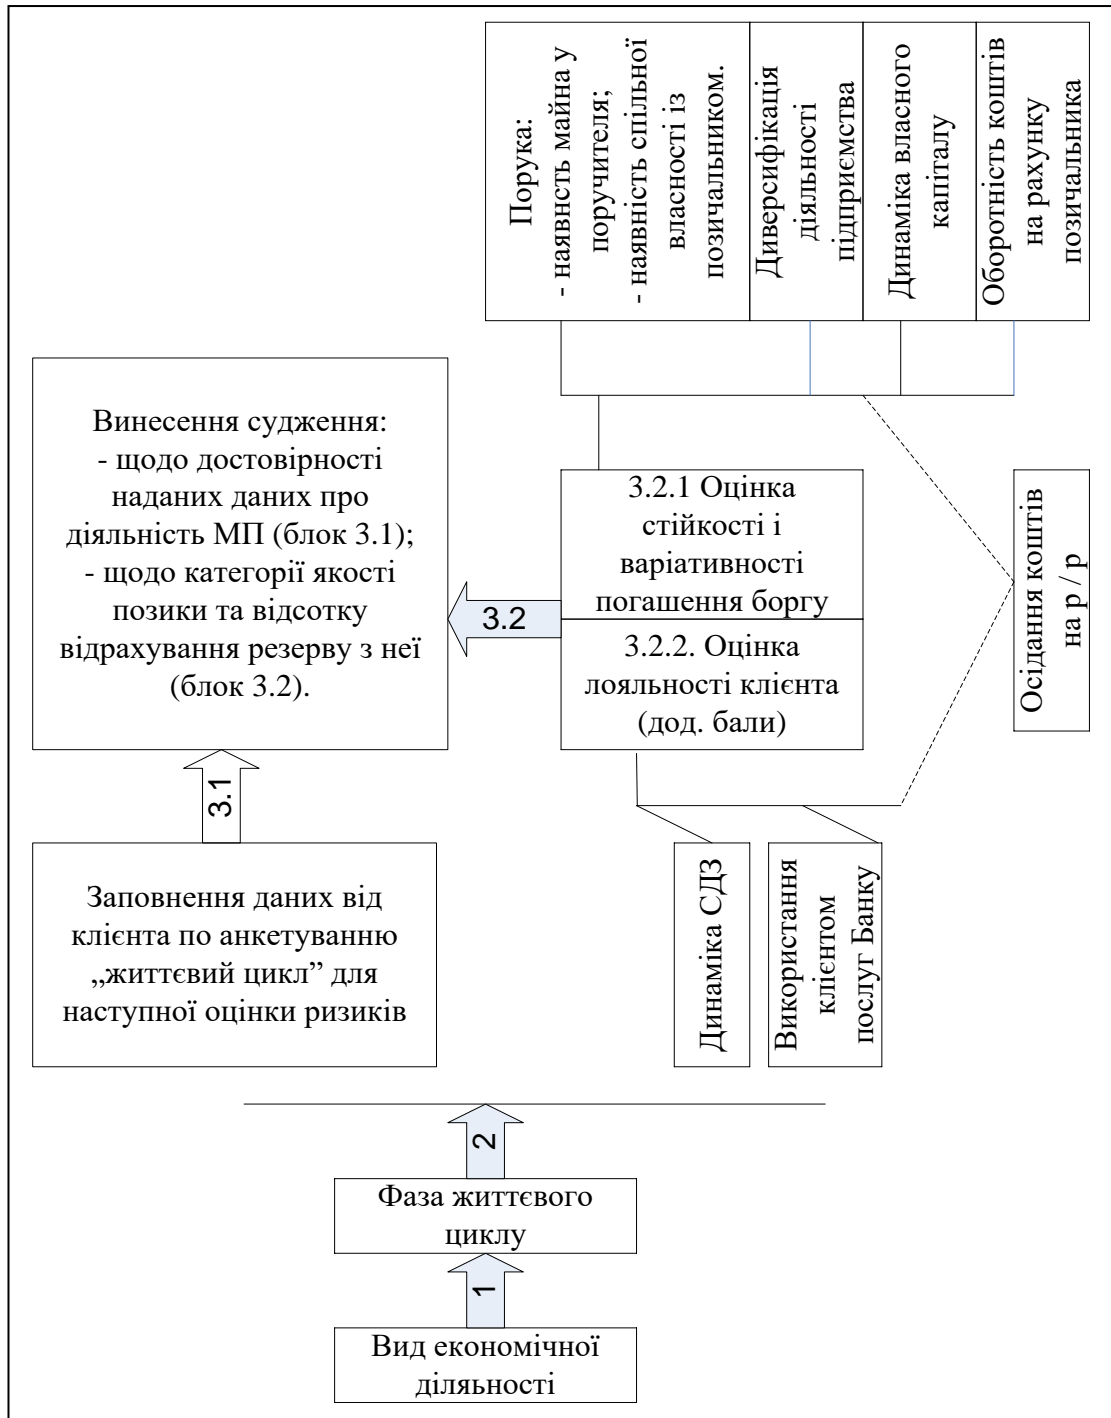 Порука:
- наявнсть майна у
поручителя;
- наявність спільної
власності із
позичальником.
Диверсифікація
діяльності
підприємства
Динаміка власного
капіталу
Оборотність коштів
на рахунку
позичальника
Винесення судження:
- щодо достовірності
наданих даних про
діяльність МП (блок 3.1);
- щодо категорії якості
позики та відсотку
відрахування резерву з неї
(блок 3.2).
3.2
3.2.1 Оцінка
стійкості і
варіативності
погашення боргу
3.2.2. Оцінка
лояльності клієнта
(дод. бали)
Осідання коштів
на р / р
3.1
Заповнення даних від
клієнта по анкетуванню
„життєвий цикл” для
наступної оцінки ризиків
Динаміка СДЗ
Використання
клієнтом
послуг Банку
2
Фаза життєвого
циклу
1
Вид економічної
діляьності